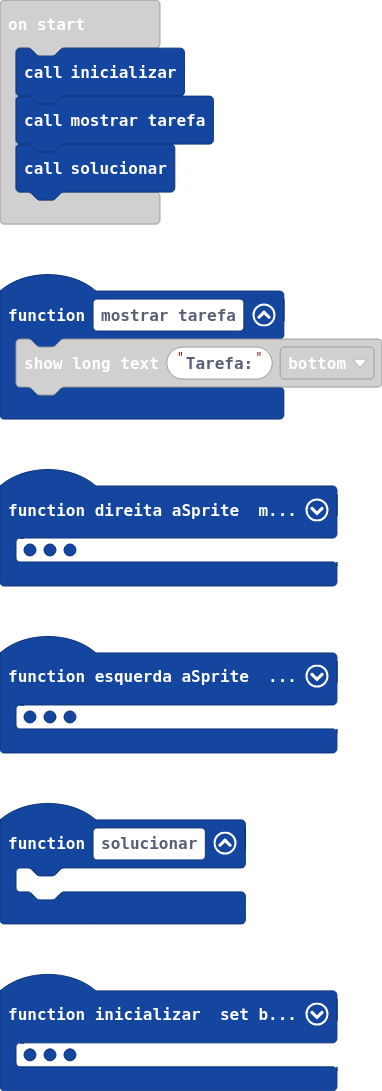 on start
call inicializar
call mostrar tarefa
call solucionar
function mostrar tarefa
show long text "Tarefa:" bottom
function direita aSprite m...
function esquerda aSprite ...
function solucionar
function inicializar set b...